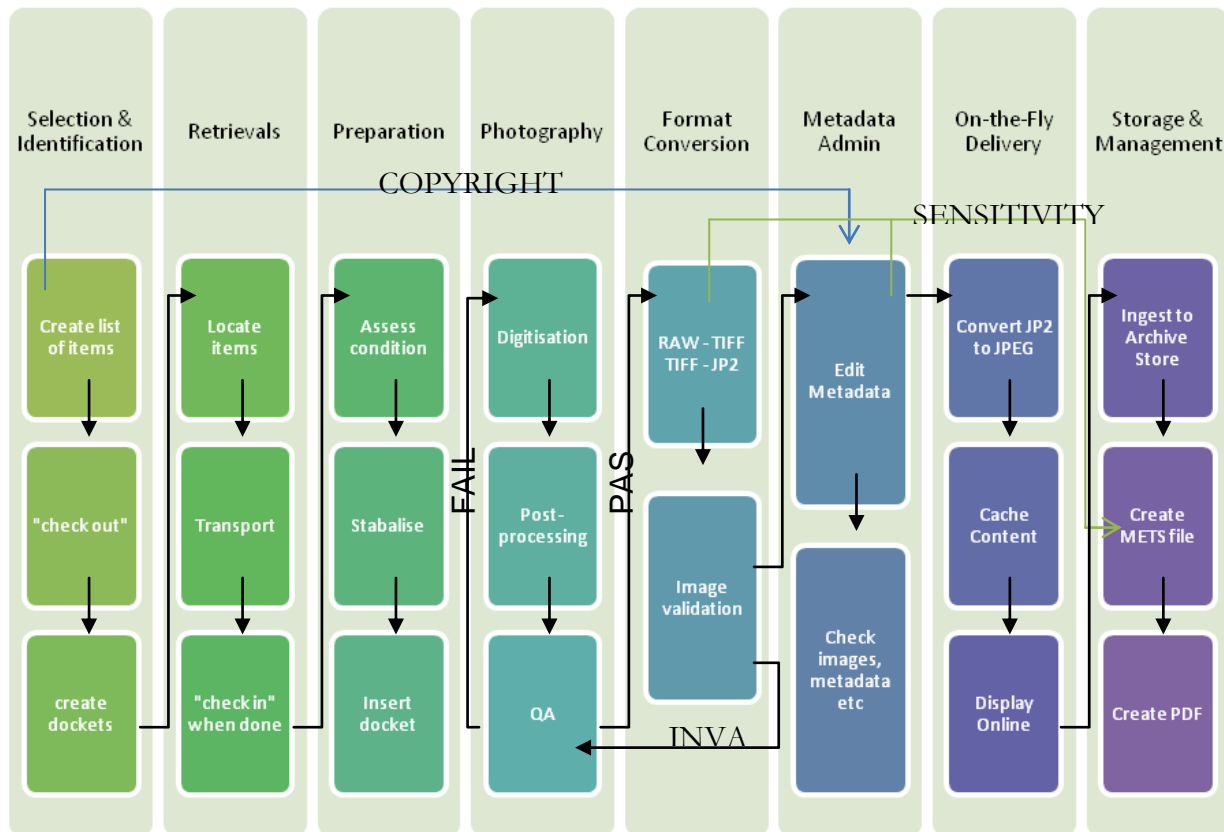 Selection &
Identification
Retrievals
Preparation
Photography
Format
Conversion
Metadata
Admin
On-the-Fly
Delivery
Storage &
Management
COPYRIGHT
SENSITIVITY
Create list
of items
"check out"
create
dockets
Locate
items
Transport
"check in"
when done
Assess
condition
Stabalise
Insert
docket
FAIL
Digitisation
Post-
processing
QA
PAS
RAW - TIFF
TIFF - JP2
Image
validation
INVA
Edit
Metadata
Check
images,
metadata
etc
Convert JP2
to JPEG
Cache
Content
Display
Online
Ingest to
Archive
Store
Create
METS file
Create PDF